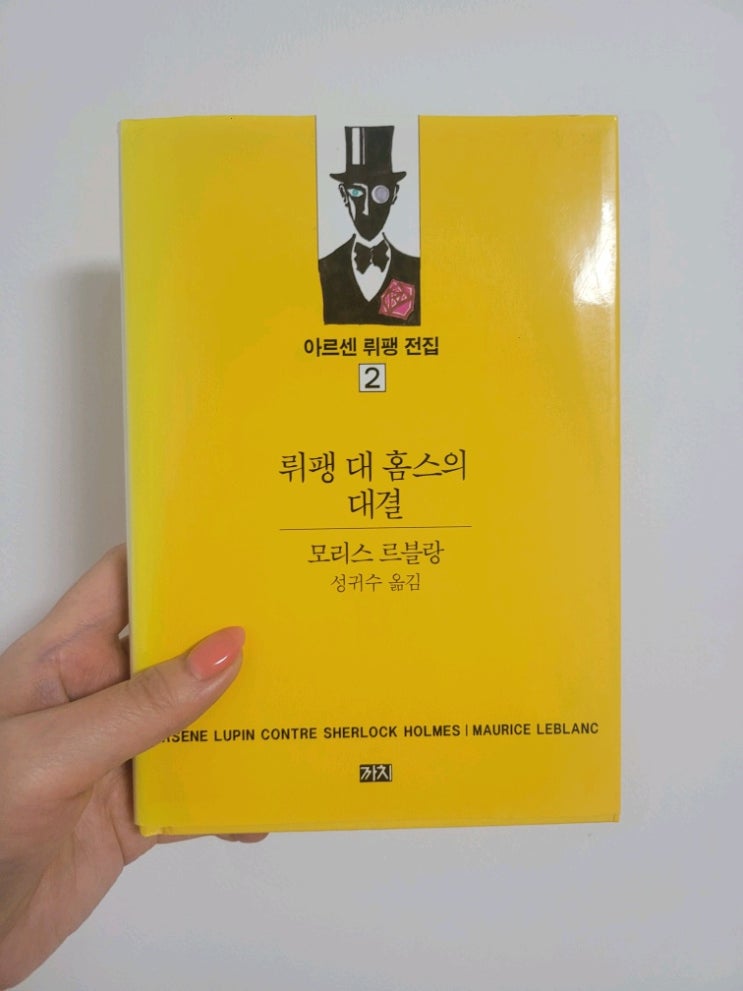 아르센 뤼팽 전집
2
뤼팽 대 홈스의
대결
모리스 르블랑
성귀수 옮김
LUPIN CONTRE SHERLOCK HOLMES | MAURICE LEBLANC
까치